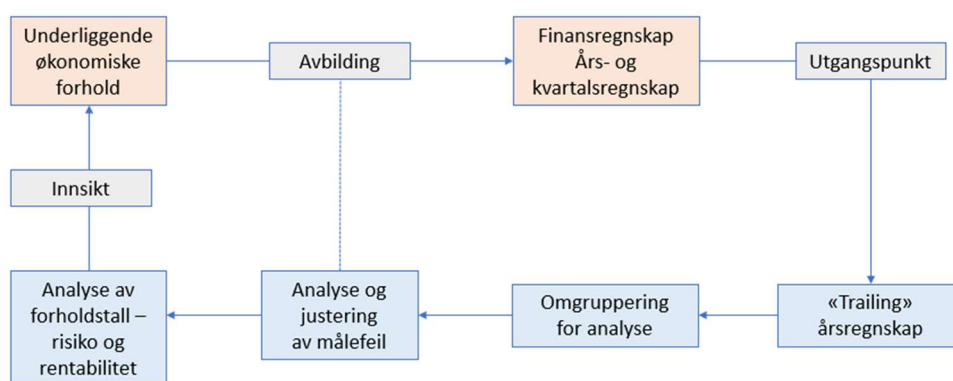 Underliggende
økonomiske
forhold
Avbilding
Finansregnskap
Års- og
kvartalsregnskap
Utgangspunkt
Innsikt
Analyse av
forholdstall –
risiko og
rentabilitet
Analyse og
justering
av målefeil
Omgruppering
for analyse
«Trailing»
årsregnskap